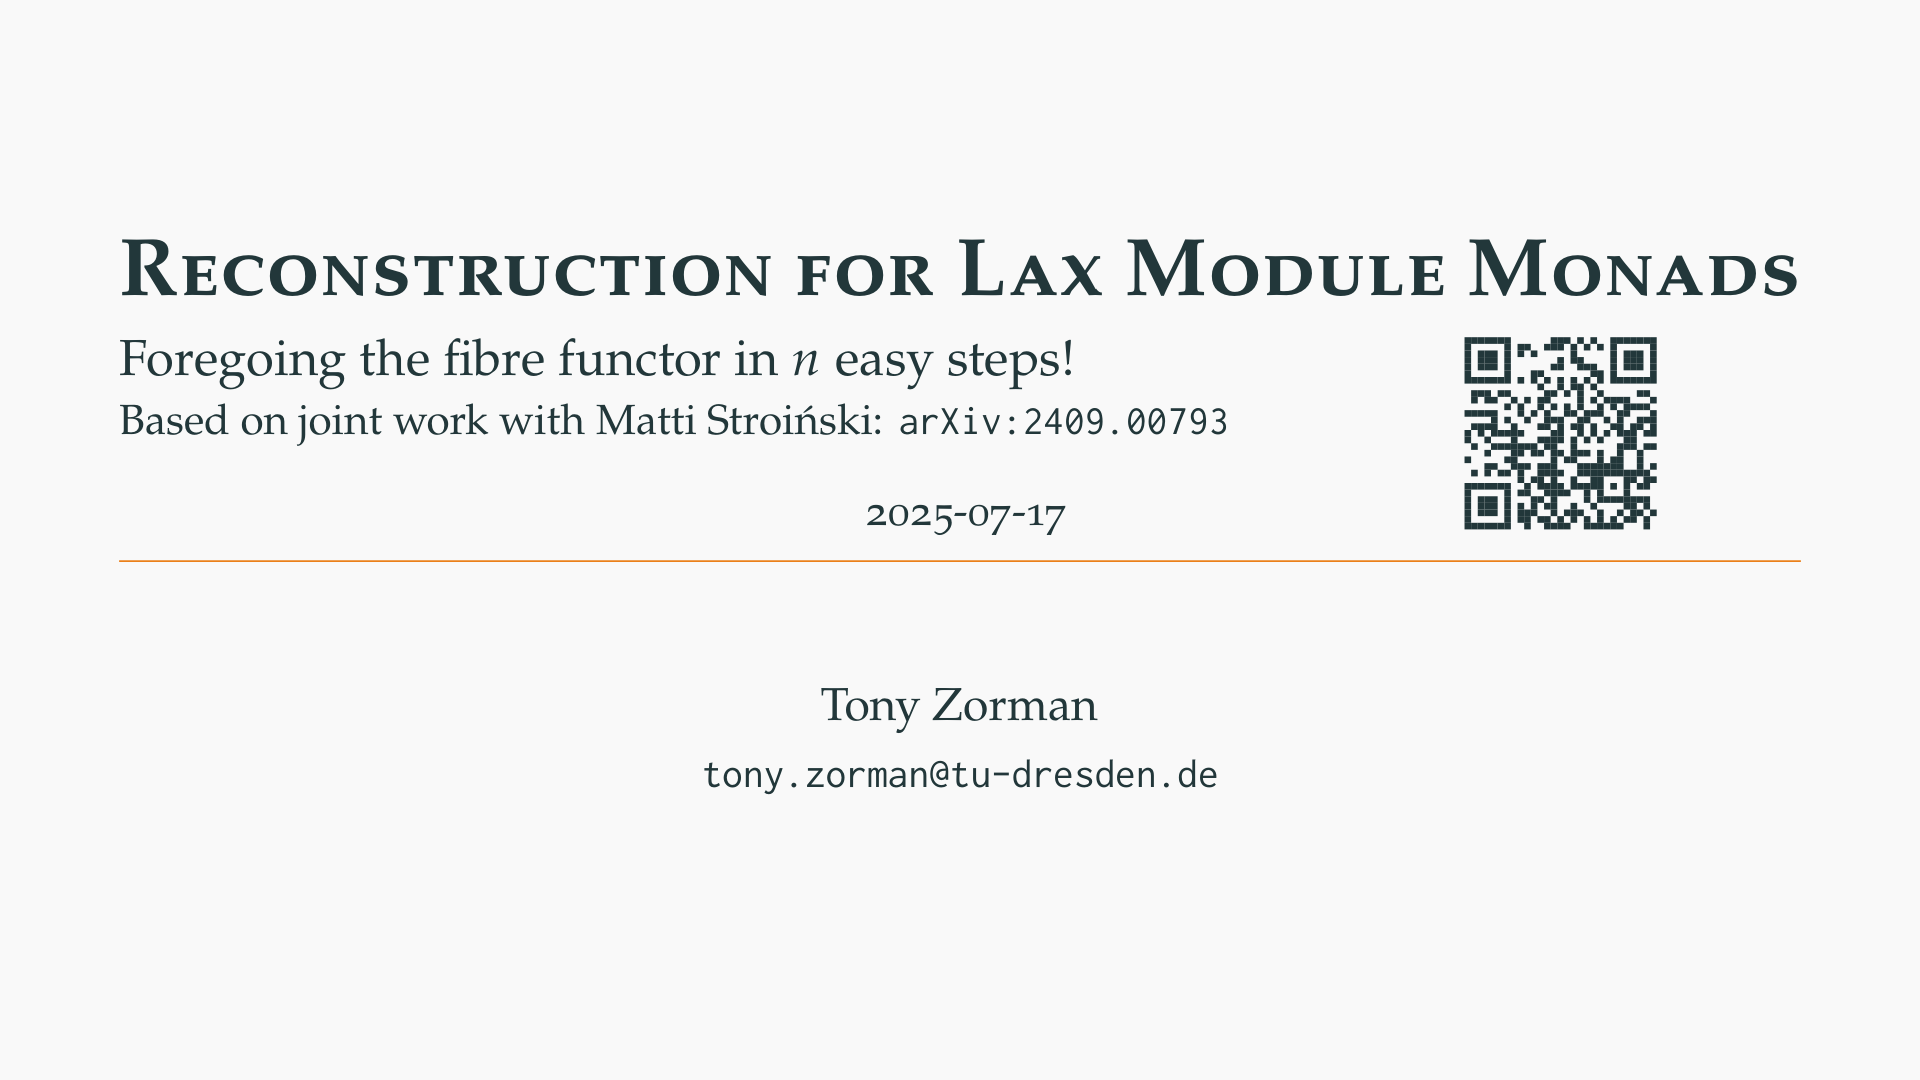 Reconstruction for Lax Module Monads
Foregoing the fibre functor in n easy steps!
Based on joint work with Matti Stroiński: arXiv:2409.00793
2025-07-17
Tony Zorman
tony.zorman@tu-dresden.de